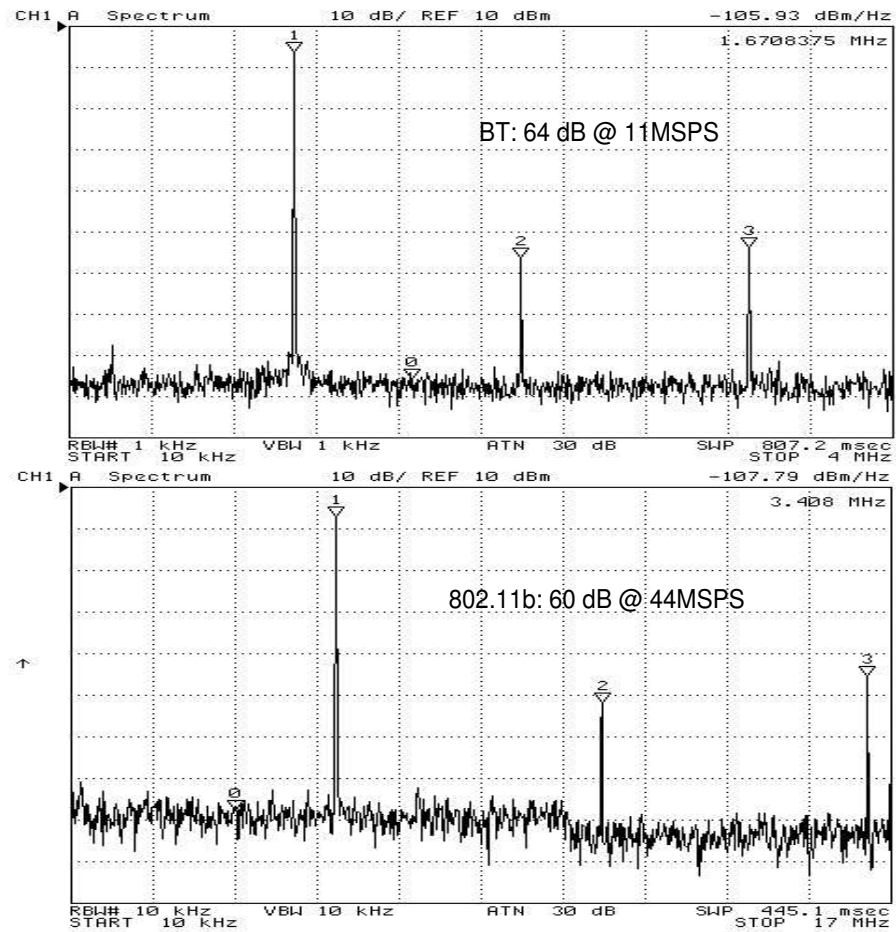 CH1 A Spectrum 10 dB/ REF 10 dBm -105.93 dBm/Hz
1.6708375 MHz
1
BT: 64 dB @ 11MSPS
2
3
0
RBW# 1 kHz VBW 1 kHz ATN 30 dB SWP 807.2 msec
START 10 kHz STOP 4 MHz
CH1 A Spectrum 10 dB/ REF 10 dBm -107.79 dBm/Hz
3.408 MHz
1
802.11b: 60 dB @ 44MSPS
3
2
0
RBW# 10 kHz VBW 10 kHz ATN 30 dB SWP 445.1 msec
START 10 kHz STOP 17 MHz